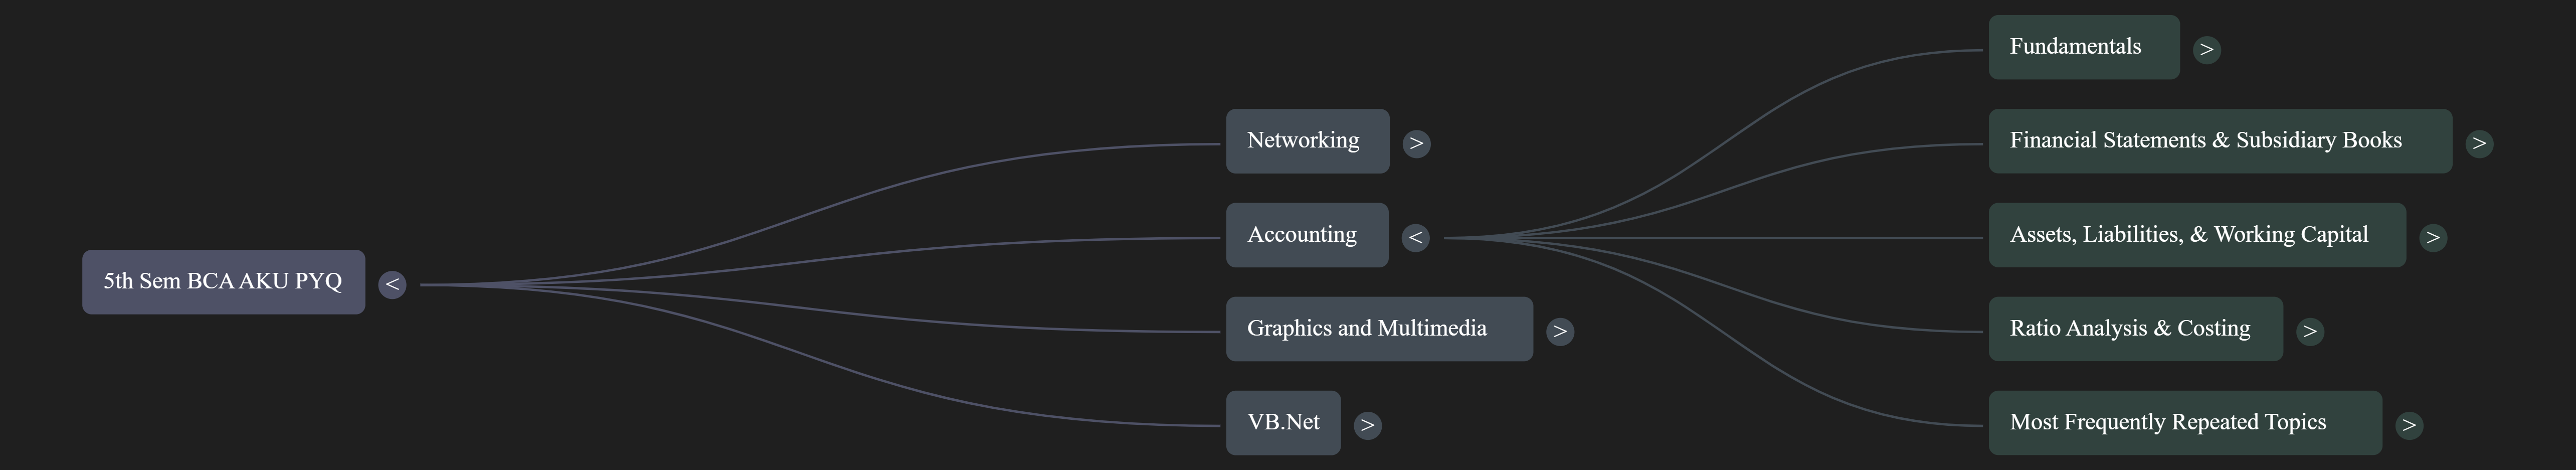 5th Sem BCA AKU PYQ <
Networking >
Accounting <
Graphics and Multimedia >
VB.Net >
Fundamentals >
Financial Statements & Subsidiary Books >
Assets, Liabilities, & Working Capital >
Ratio Analysis & Costing >
Most Frequently Repeated Topics >